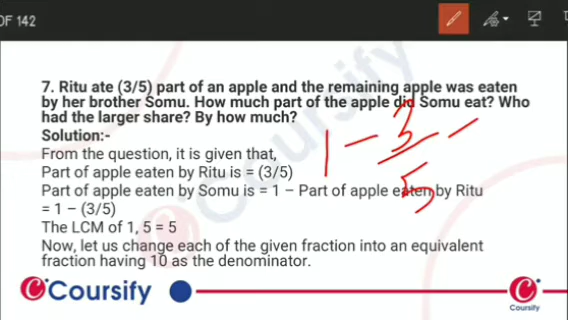 OF 142
7. Ritu ate (3/5) part of an apple and the remaining apple was eaten
by her brother Somu. How much part of the apple did Somu eat? Who
had the larger share? By how much?
Solution:-
From the question, it is given that,
Part of apple eaten by Ritu is = (3/5)
Part of apple eaten by Somu is = 1 – Part of apple eaten by Ritu
= 1 – (3/5)
The LCM of 1, 5 = 5
Now, let us change each of the given fraction into an equivalent
fraction having 10 as the denominator.
1 - 3/5 -
Coursify
Coursify